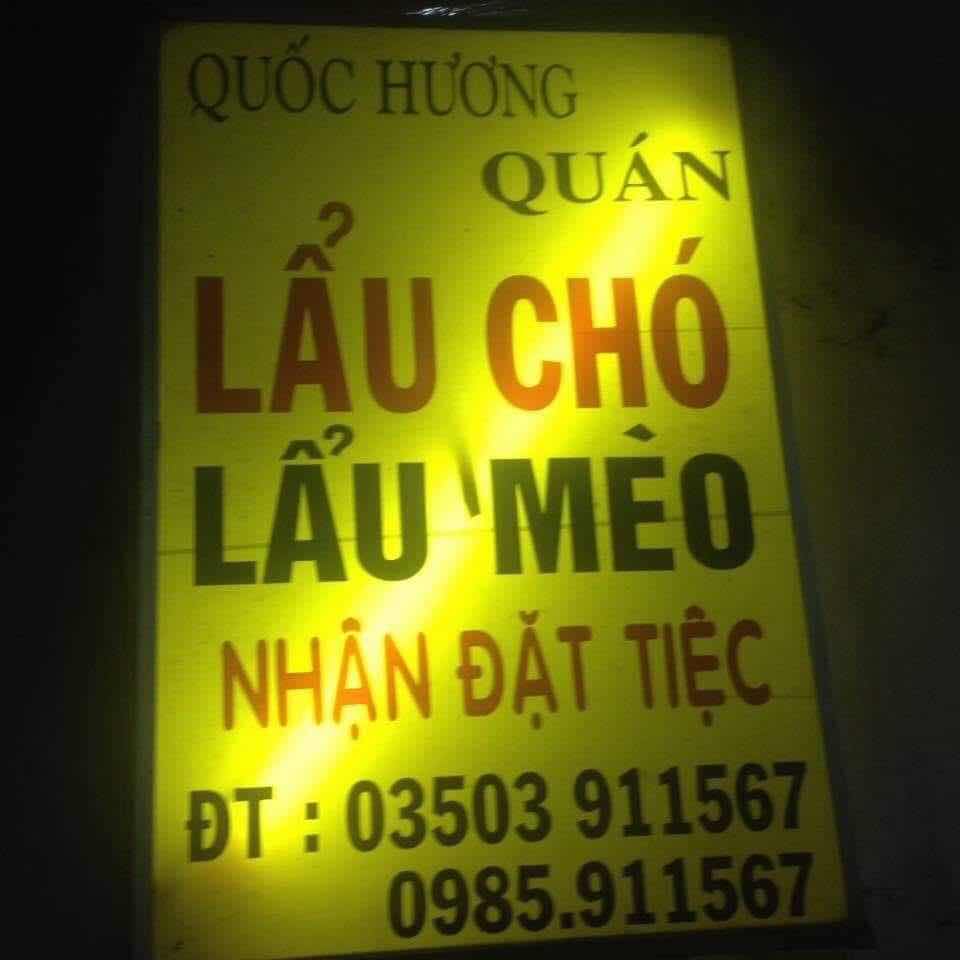 QUỐC HƯƠNG
QUÁN
LẨU CHÓ
LẨU MÈO
NHẬN ĐẶT TIỆC
ĐT : 03503 911567
0985.911567